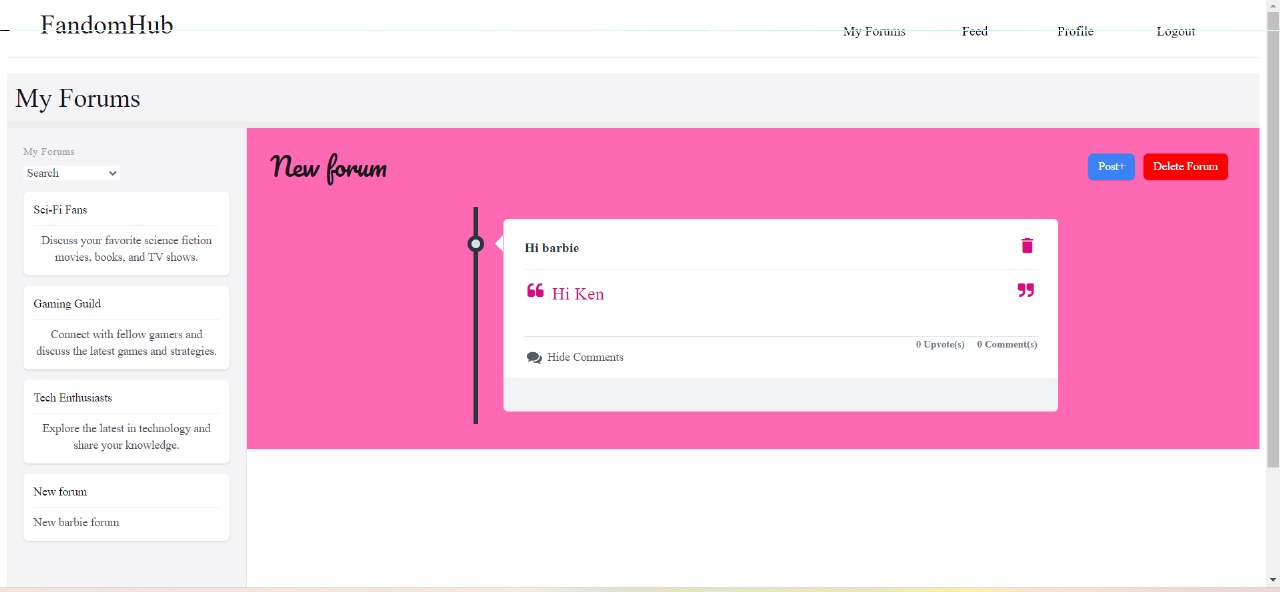 FandomHub
My Forums
Feed
Profile
Logout
My Forums
My Forums
Search
Sci-Fi Fans
Discuss your favorite science fiction
movies, books, and TV shows.
Gaming Guild
Connect with fellow gamers and
discuss the latest games and strategies.
Tech Enthusiasts
Explore the latest in technology and
share your knowledge.
New forum
New barbie forum
New forum
Post+
Delete Forum
Hi barbie
❝ Hi Ken ❞
0 Upvote(s)
0 Comment(s)
Hide Comments